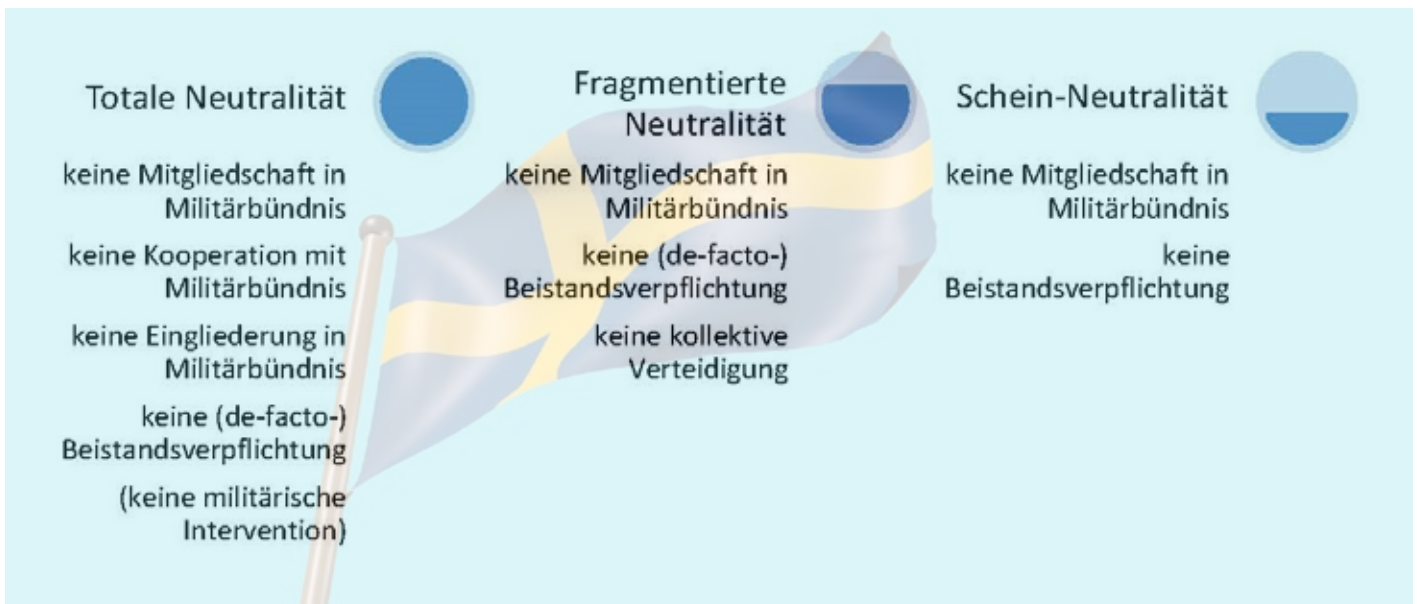 Totale Neutralität
keine Mitgliedschaft in
Militärbündnis
keine Kooperation mit
Militärbündnis
keine Eingliederung in
Militärbündnis
keine (de-facto-)
Beistandsverpflichtung
(keine militärische
Intervention)
Fragmentierte
Neutralität
keine Mitgliedschaft in
Militärbündnis
keine (de-facto-)
Beistandsverpflichtung
keine kollektive
Verteidigung
Schein-Neutralität
keine Mitgliedschaft in
Militärbündnis
keine
Beistandsverpflichtung